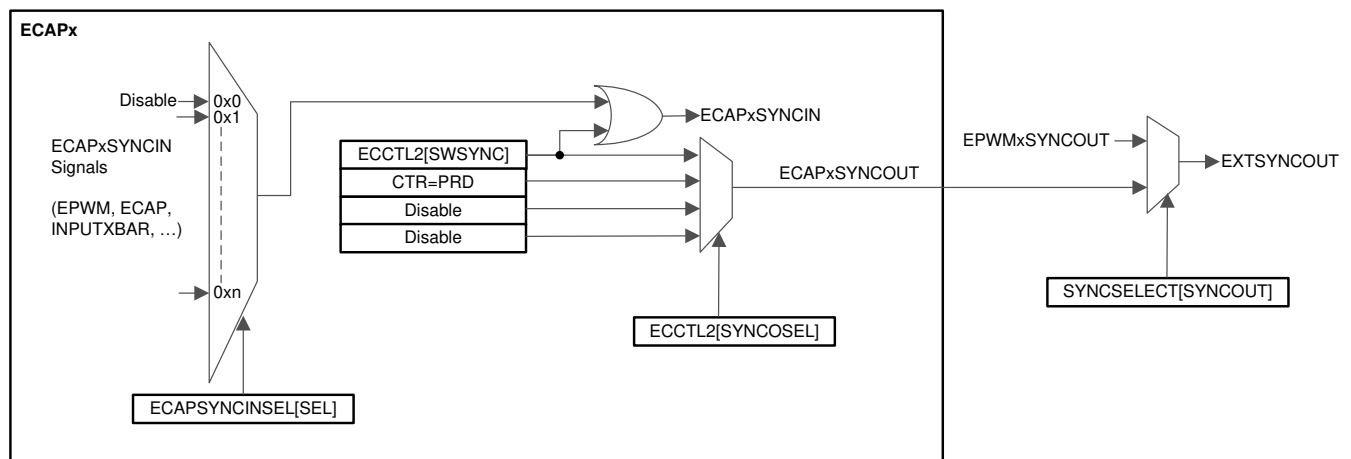 ECAPx
Disable
0x0
0x1
ECAPxSYNCIN
Signals
(EPWM, ECAP,
INPUTXBAR, …)
0xn
ECAPSYNCINSEL[SEL]
ECAPxSYNCIN
ECCTL2[SWSYNC]
CTR=PRD
Disable
Disable
ECAPxSYNCOUT
ECCTL2[SYNCOSEL]
EPWMxSYNCOUT
EXTSYNCOUT
SYNCSELECT[SYNCOUT]